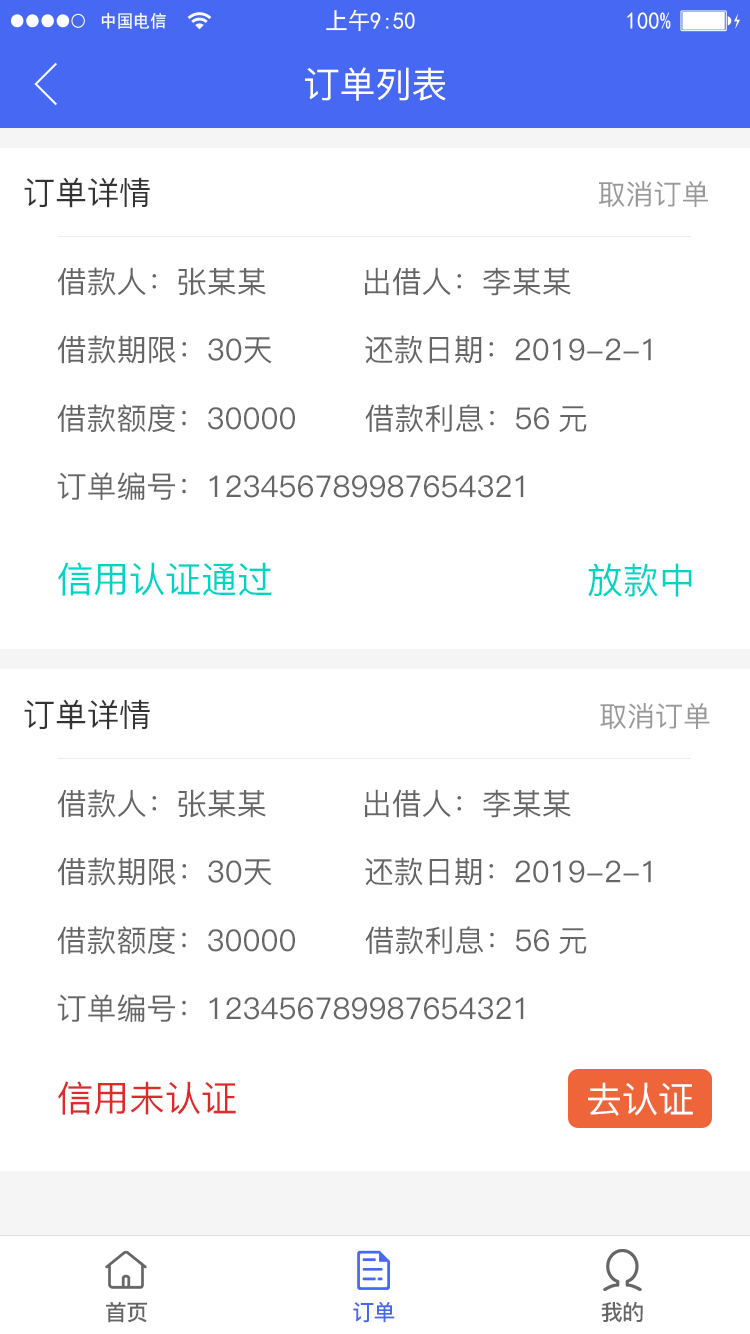 中国电信 上午9:50 100%
订单列表
订单详情 取消订单
借款人：张某某 出借人：李某某
借款期限：30天 还款日期：2019-2-1
借款额度：30000 借款利息：56 元
订单编号：123456789987654321
信用认证通过 放款中
订单详情 取消订单
借款人：张某某 出借人：李某某
借款期限：30天 还款日期：2019-2-1
借款额度：30000 借款利息：56 元
订单编号：123456789987654321
信用未认证 去认证
首页 订单 我的